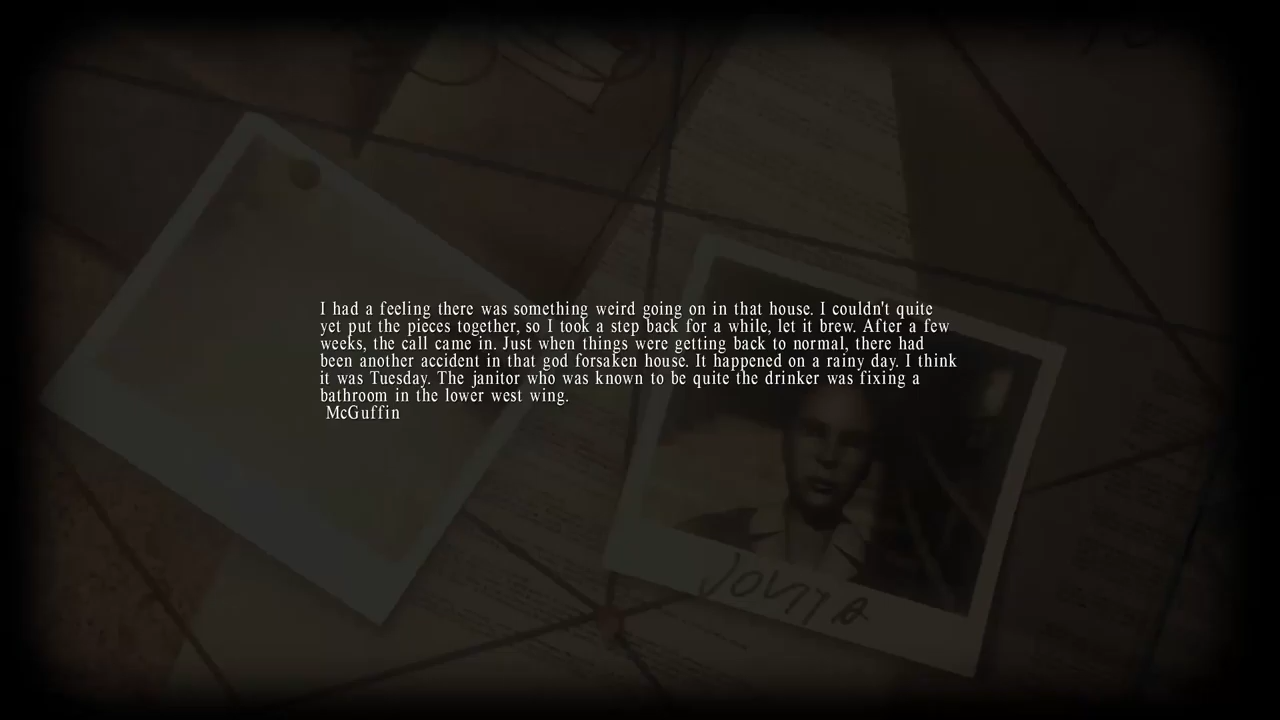 I had a feeling there was something weird going on in that house. I couldn't quite
yet put the pieces together, so I took a step back for a while, let it brew. After a few
weeks, the call came in. Just when things were getting back to normal, there had
been another accident in that god forsaken house. It happened on a rainy day. I think
it was Tuesday. The janitor who was known to be quite the drinker was fixing a
bathroom in the lower west wing.
McGuffin